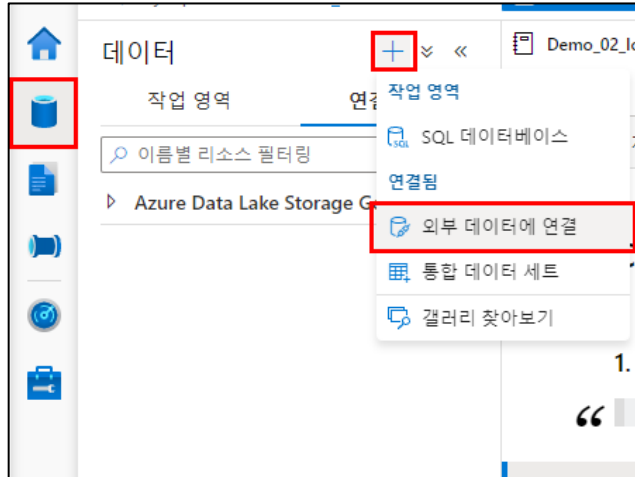 데이터
Demo_02_
작업 영역
이름별 리소스 필터링
Azure Data Lake Storage
작업 영역
SQL 데이터베이스
연결됨
외부 데이터에 연결
통합 데이터 세트
갤러리 찾아보기
1.
“